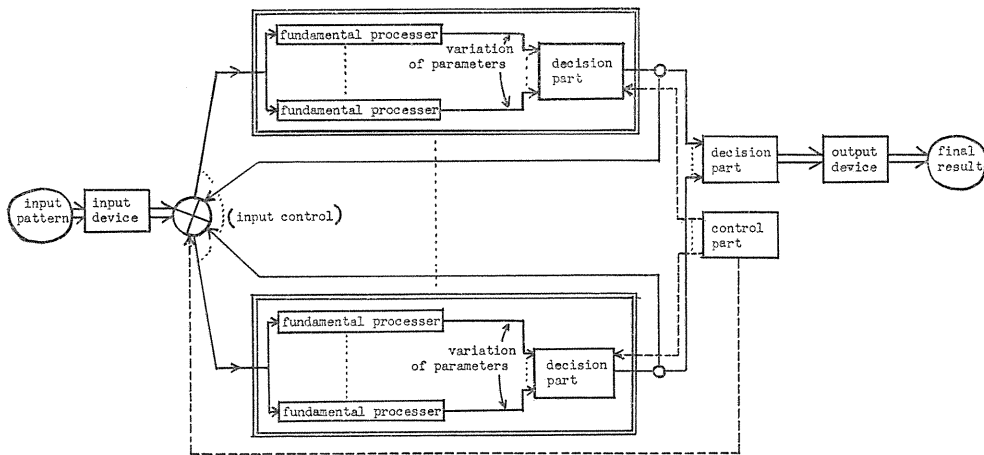 fundamental processer
variation
of parameters
decision
part
fundamental processer
decision
part
output
device
final
result
input
pattern
input
device
(input control)
control
part
fundamental processer
variation
of parameters
decision
part
fundamental processer